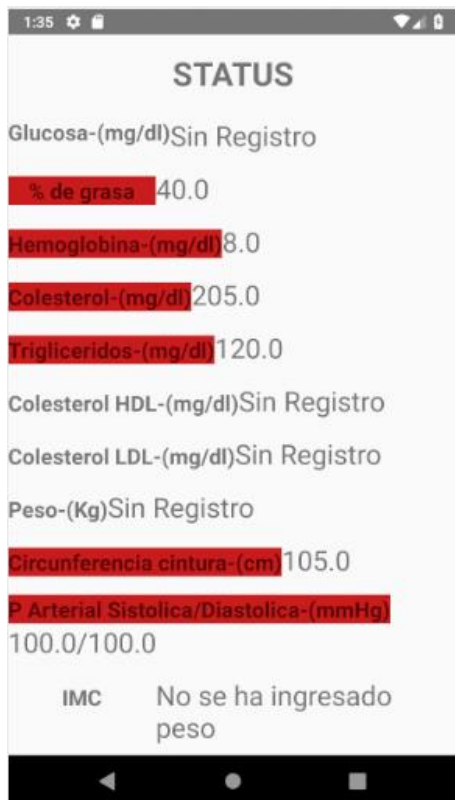 1:35
STATUS
Glucosa-(mg/dl)Sin Registro
% de grasa 40.0
Hemoglobina-(mg/dl)8.0
Colesterol-(mg/dl)205.0
Trigliceridos-(mg/dl)120.0
Colesterol HDL-(mg/dl)Sin Registro
Colesterol LDL-(mg/dl)Sin Registro
Peso-(Kg)Sin Registro
Circunferencia cintura-(cm)105.0
P Arterial Sistolica/Diastolica-(mmHg)
100.0/100.0
IMC No se ha ingresado
peso